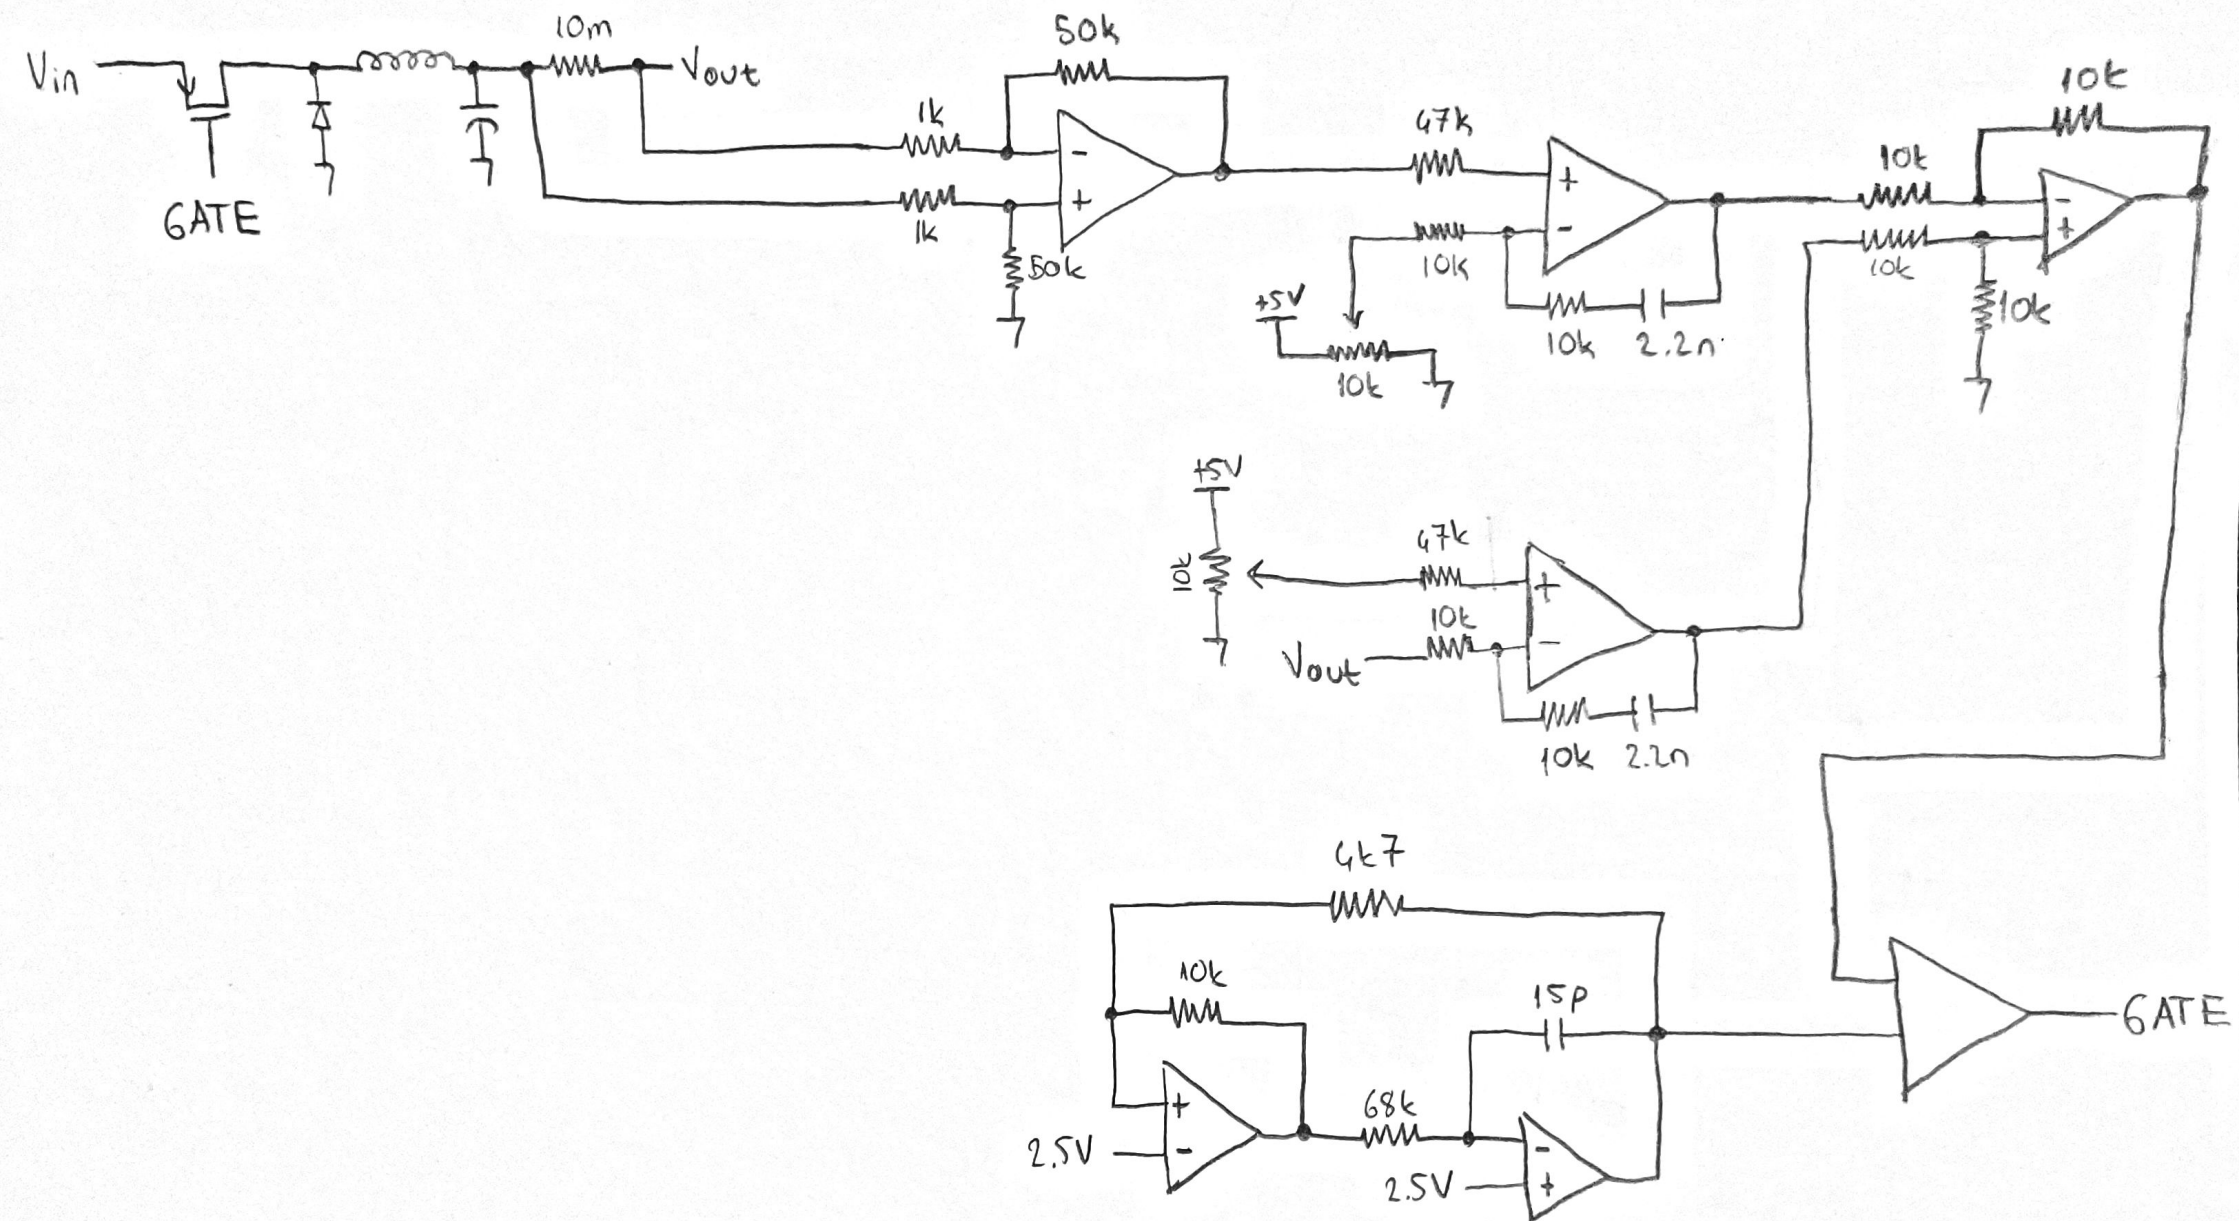 Vin
10m
Vout
GATE
50k
1k
-
+
1k
50k
47k
+
-
10k
+5V
10k
10k
2.2n
10k
10k
-
+
10k
10k
+5V
10k
47k
+
10k
-
Vout
10k
2.2n
4k7
10k
15p
+
2.5V
-
68k
-
2.5V
+
GATE